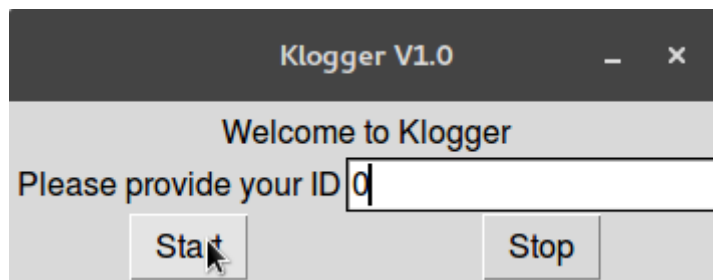 Klogger V1.0
Welcome to Klogger
Please provide your ID 0
Start Stop